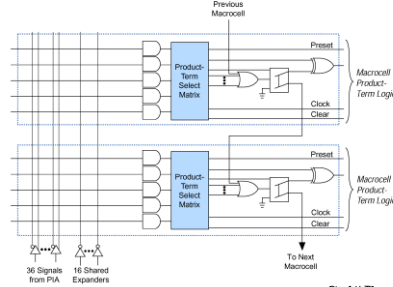 Previous
Macrocell
Preset
Product-
Term
Select
Matrix
Macrocell
Product-
Term Logic
Clock
Clear
Preset
Product-
Term
Select
Matrix
Macrocell
Product-
Term Logic
Clock
Clear
36 Signals
from PIA
16 Shared
Expanders
To Next
Macrocell